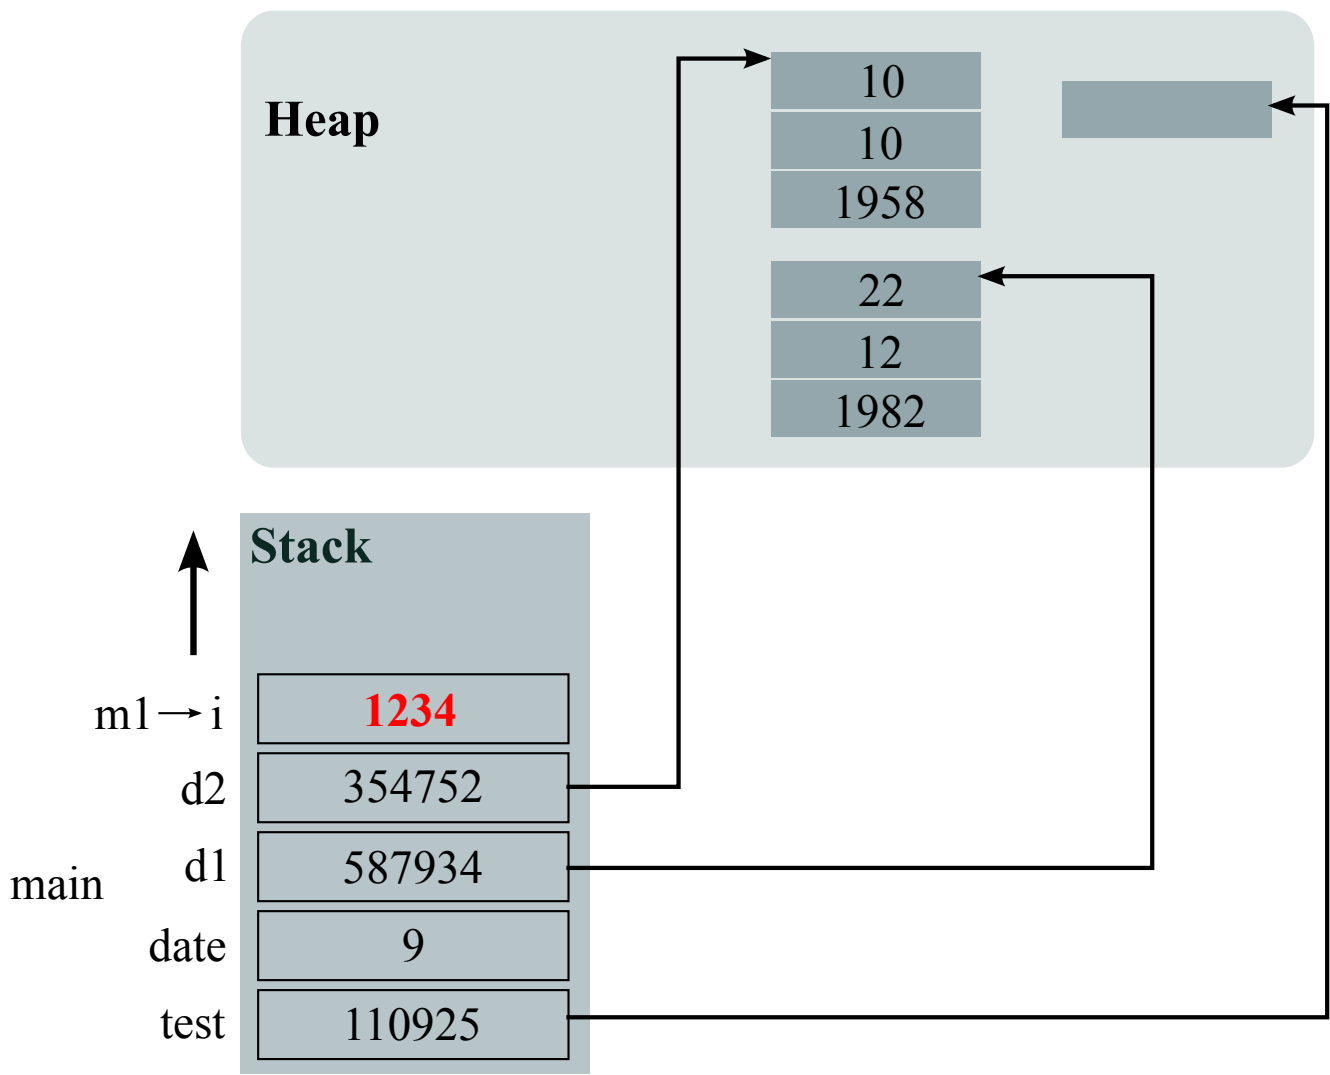 Heap
10
10
1958
22
12
1982
Stack
m1 → i 1234
d2 354752
d1 587934
main
date 9
test 110925